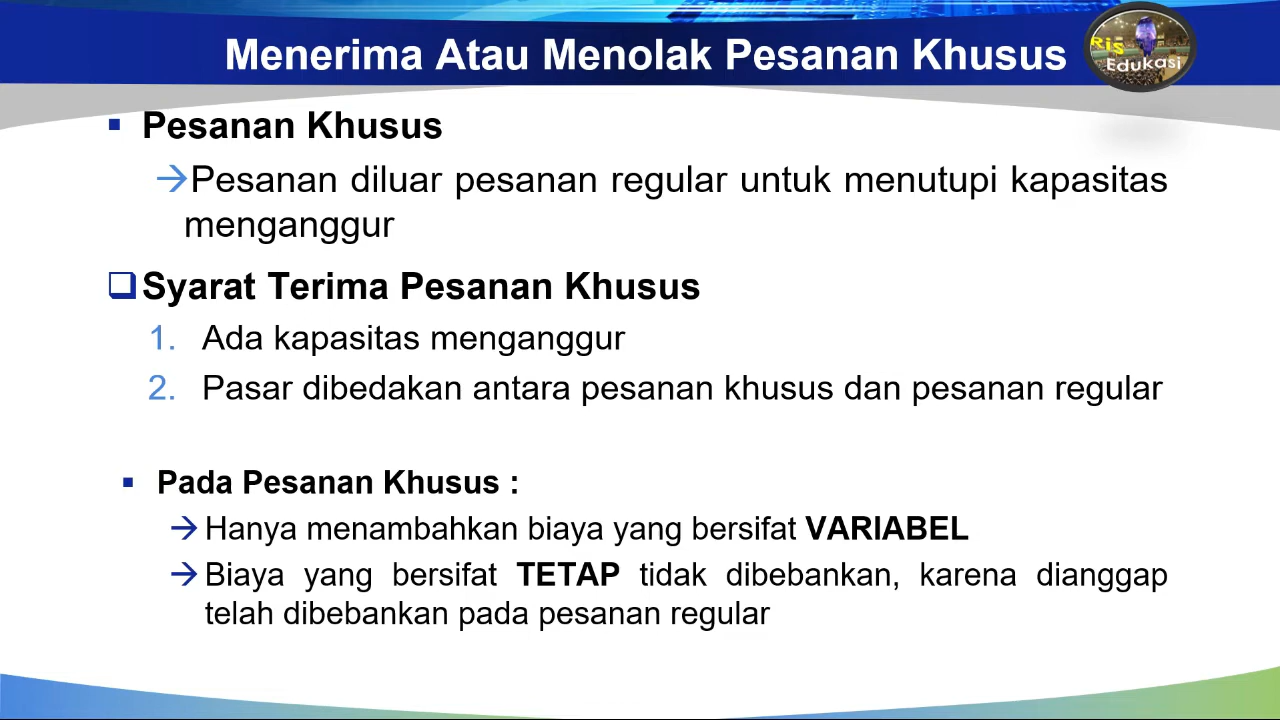 Menerima Atau Menolak Pesanan Khusus
Ris
Edukasi
▪ Pesanan Khusus
→Pesanan diluar pesanan regular untuk menutupi kapasitas
menganggur
❑Syarat Terima Pesanan Khusus
1. Ada kapasitas menganggur
2. Pasar dibedakan antara pesanan khusus dan pesanan regular
▪ Pada Pesanan Khusus :
→ Hanya menambahkan biaya yang bersifat VARIABEL
→ Biaya yang bersifat TETAP tidak dibebankan, karena dianggap
telah dibebankan pada pesanan regular